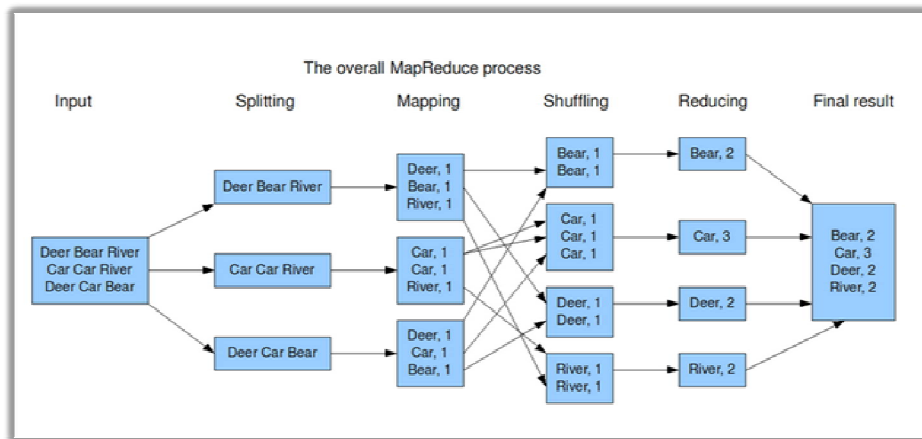 The overall MapReduce process
Input
Splitting
Mapping
Shuffling
Reducing
Final result
Deer Bear River
Car Car River
Deer Car Bear
Deer Bear River
Car Car River
Deer Car Bear
Deer, 1
Bear, 1
River, 1
Car, 1
Car, 1
River, 1
Deer, 1
Car, 1
Bear, 1
Bear, 1
Bear, 1
Car, 1
Car, 1
Car, 1
Deer, 1
Deer, 1
River, 1
River, 1
Bear, 2
Car, 3
Deer, 2
River, 2
Bear, 2
Car, 3
Deer, 2
River, 2